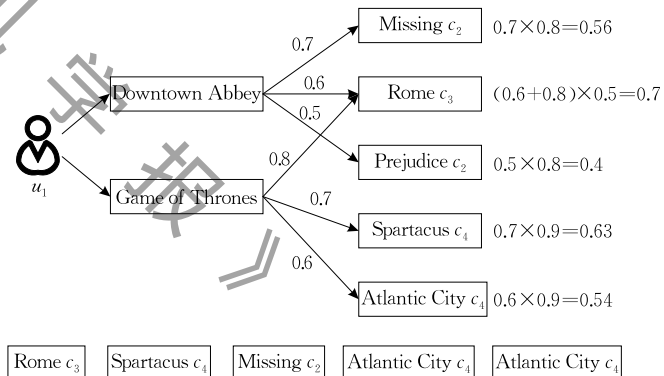 Missing c₂ 0.7×0.8=0.56
0.7
Downtown Abbey 0.6 Rome c₃ (0.6+0.8)×0.5=0.7
0.5
0.8 Prejudice c₂ 0.5×0.8=0.4
u₁
Game of Thrones 0.7
Spartacus c₄ 0.7×0.9=0.63
0.6
Atlantic City c₄ 0.6×0.9=0.54
Rome c₃ Spartacus c₄ Missing c₂ Atlantic City c₄ Atlantic City c₄
学
报
》